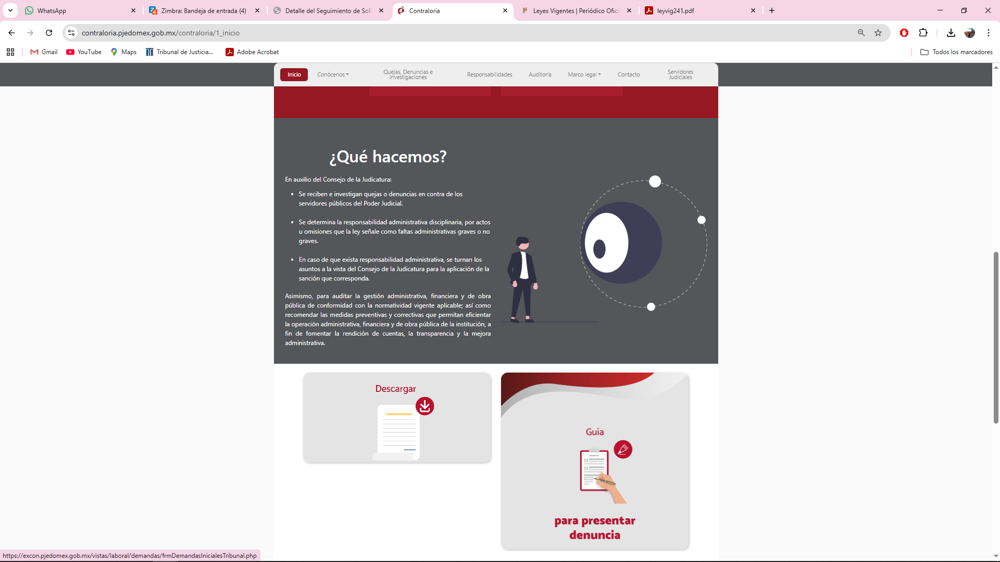 WhatsApp
Zimbra: Bandeja de entrada (4)
Detalle del Seguimiento de Soli
Contraloria
Leyes Vigentes | Periódico Ofici
leyvig241.pdf
contraloria.pjedomex.gob.mx/contraloria/1_inicio
Gmail
YouTube
Maps
Tribunal de Justicia...
Adobe Acrobat
Todos los marcadores
Inicio
Conócenos
Quejas, Denuncias e
Investigaciones
Responsabilidades
Auditoría
Marco legal
Contacto
Servidores
Judiciales
¿Qué hacemos?
En auxilio del Consejo de la Judicatura:
• Se reciben e investigan quejas o denuncias en contra de los
servidores públicos del Poder Judicial.
• Se determina la responsabilidad administrativa disciplinaria, por actos
u omisiones que la ley señale como faltas administrativas graves o no
graves.
• En caso de que exista responsabilidad administrativa, se turnan los
asuntos a la vista del Consejo de la Judicatura para la aplicación de la
sanción que corresponda.
Asimismo, para auditar la gestión administrativa, financiera y de obra
pública de conformidad con la normatividad vigente aplicable; así como
recomendar las medidas preventivas y correctivas que permitan eficientar
la operación administrativa, financiera y de obra pública de la institución, a
fin de fomentar la rendición de cuentas, la transparencia y la mejora
administrativa.
Descargar
Guía
para presentar
denuncia
https://excon.pjedomex.gob.mx/vistas/laboral/demandas/frmDemandasInicialesTribunal.php